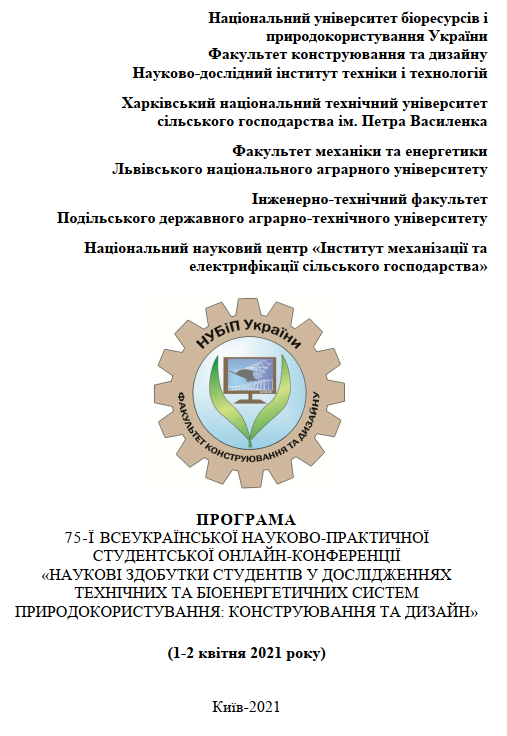 Національний університет біоресурсів і
природокористування України
Факультет конструювання та дизайну
Науково-дослідний інститут техніки і технологій
Харківський національний технічний університет
сільського господарства ім. Петра Василенка
Факультет механіки та енергетики
Львівського національного аграрного університету
Інженерно-технічний факультет
Подільського державного аграрно-технічного університету
Національний науковий центр «Інститут механізації та
електрифікації сільського господарства»
НУБіП України
ФАКУЛЬТЕТ КОНСТРУЮВАННЯ ТА ДИЗАЙНУ
ПРОГРАМА
75-Ї ВСЕУКРАЇНСЬКОЇ НАУКОВО-ПРАКТИЧНОЇ
СТУДЕНТСЬКОЇ ОНЛАЙН-КОНФЕРЕНЦІЇ
«НАУКОВІ ЗДОБУТКИ СТУДЕНТІВ У ДОСЛІДЖЕННЯХ
ТЕХНІЧНИХ ТА БІОЕНЕРГЕТИЧНИХ СИСТЕМ
ПРИРОДОКОРИСТУВАННЯ: КОНСТРУЮВАННЯ ТА ДИЗАЙН»
(1-2 квітня 2021 року)
Київ-2021